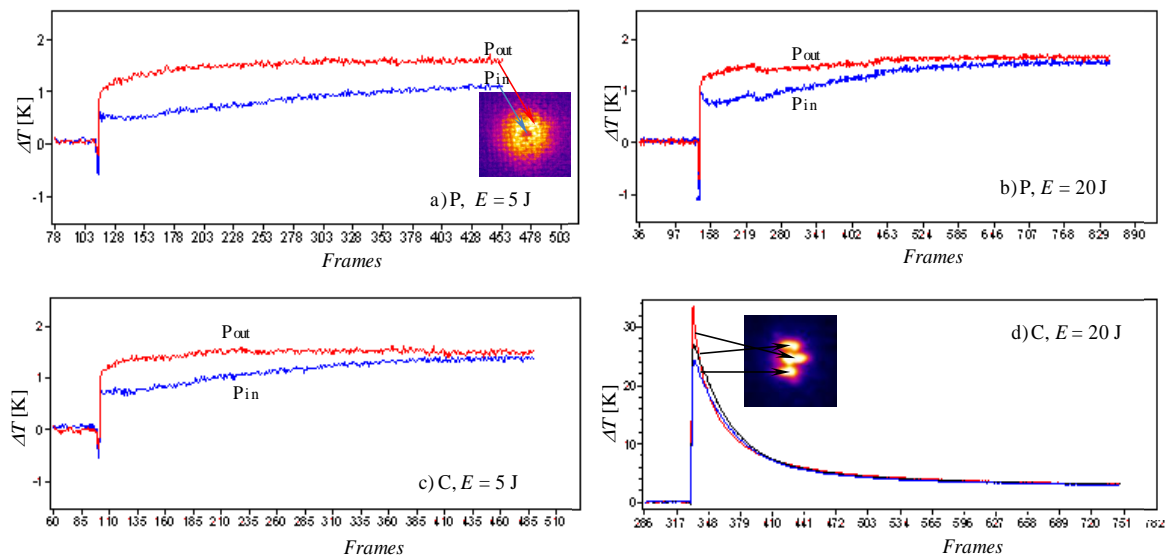 2
1
0
-1
ΔT [K]
Pout
Pin
a) P, E = 5 J
78 103 128 153 178 203 228 253 278 303 328 353 378 403 428 453 478 503
Frames
2
1
0
-1
ΔT [K]
Pout
Pin
b) P, E = 20 J
36 97 158 219 280 341 402 463 524 585 646 707 768 829 890
Frames
2
1
0
-1
ΔT [K]
Pout
Pin
c) C, E = 5 J
60 85 110 135 160 185 210 235 260 285 310 335 360 385 410 435 460 485 510
Frames
30
20
10
0
ΔT [K]
d) C, E = 20 J
286 317 348 379 410 441 472 503 534 565 596 627 658 689 720 751 782
Frames